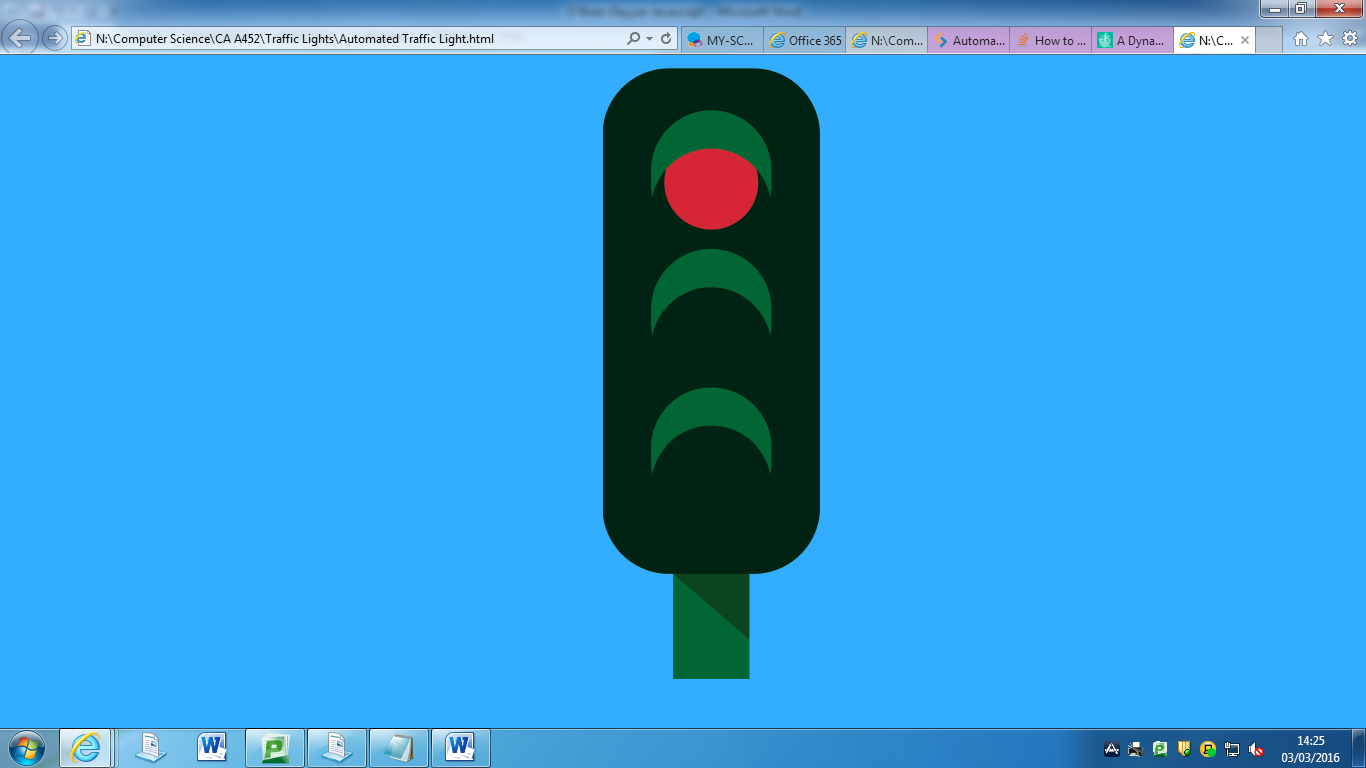 N:\Computer Science\CA A452\Traffic Lights\Automated Traffic Light.html
MY-SC...
Office 365
N:\Com...
Automa...
How to ...
A Dyna...
N:\C...
14:25
03/03/2016